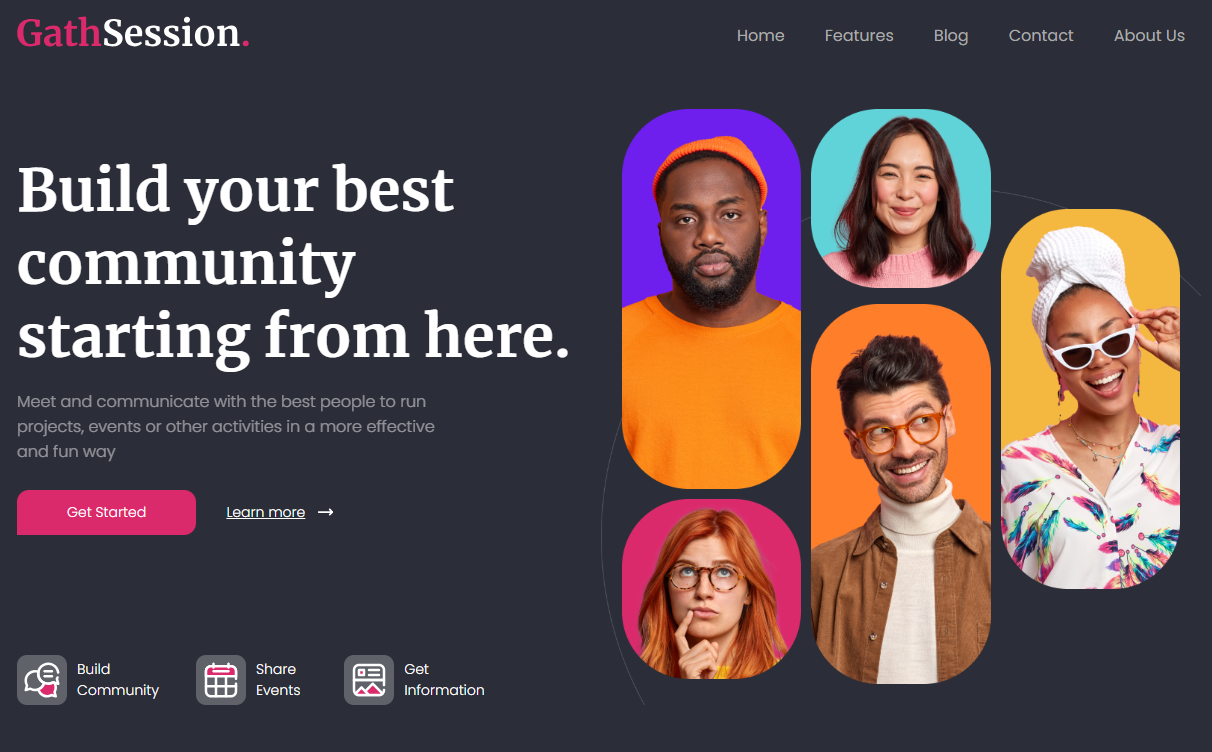 GathSession.
Home Features Blog Contact About Us
Build your best
community
starting from here.
Meet and communicate with the best people to run
projects, events or other activities in a more effective
and fun way
Get Started
Learn more
Build
Community
Share
Events
Get
Information